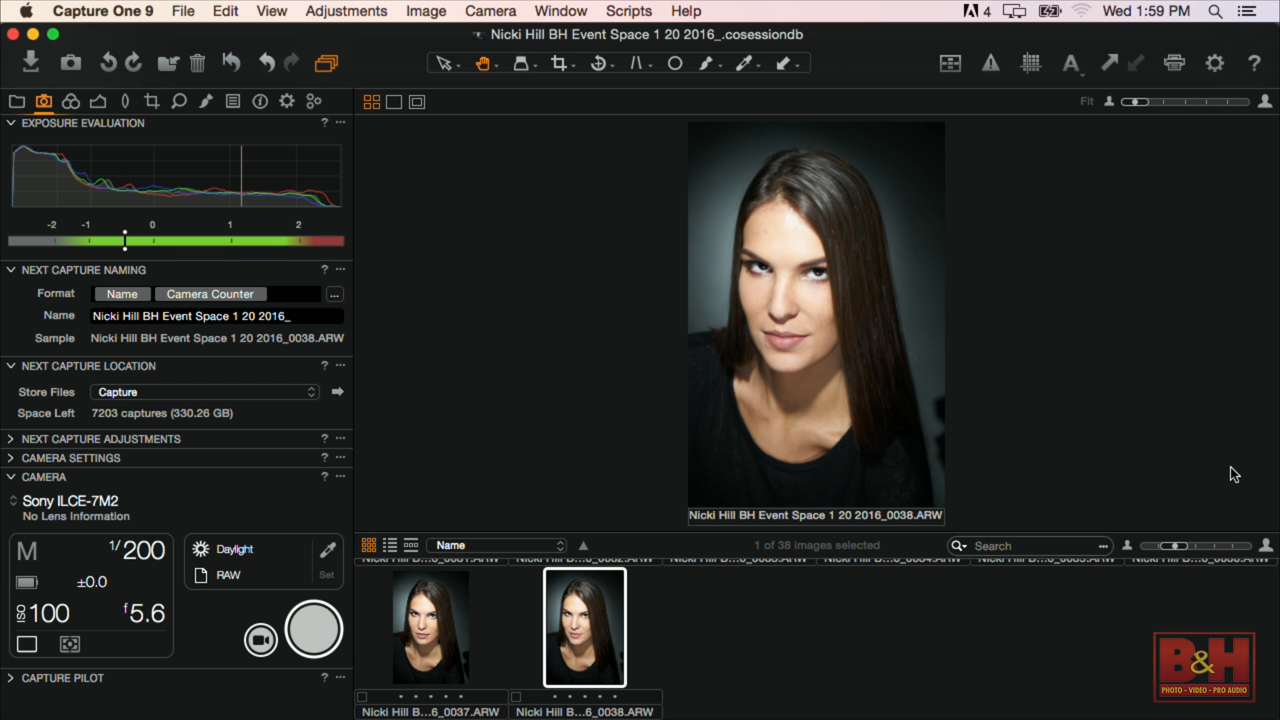 Capture One 9 File Edit View Adjustments Image Camera Window Scripts Help 4 Wed 1:59 PM
Nicki Hill BH Event Space 1 20 2016_.cosessiondb
Fit
EXPOSURE EVALUATION ? ...
-2 -1 0 1 2
NEXT CAPTURE NAMING ? ...
Format Name Camera Counter ...
Name Nicki Hill BH Event Space 1 20 2016_
Sample Nicki Hill BH Event Space 1 20 2016_0038.ARW
NEXT CAPTURE LOCATION ? ...
Store Files Capture
Space Left 7203 captures (330.26 GB)
NEXT CAPTURE ADJUSTMENTS ? ...
CAMERA SETTINGS ? ...
CAMERA ? ...
Sony ILCE-7M2
No Lens Information
M 1/200
±0.0
ISO 100 f5.6
Daylight
RAW Set
CAPTURE PILOT ? ...
Nicki Hill BH Event Space 1 20 2016_0038.ARW
Name 1 of 38 images selected Search ...
Nicki Hill B...6_0037.ARW Nicki Hill B...6_0038.ARW
B&H
PHOTO • VIDEO • PRO AUDIO